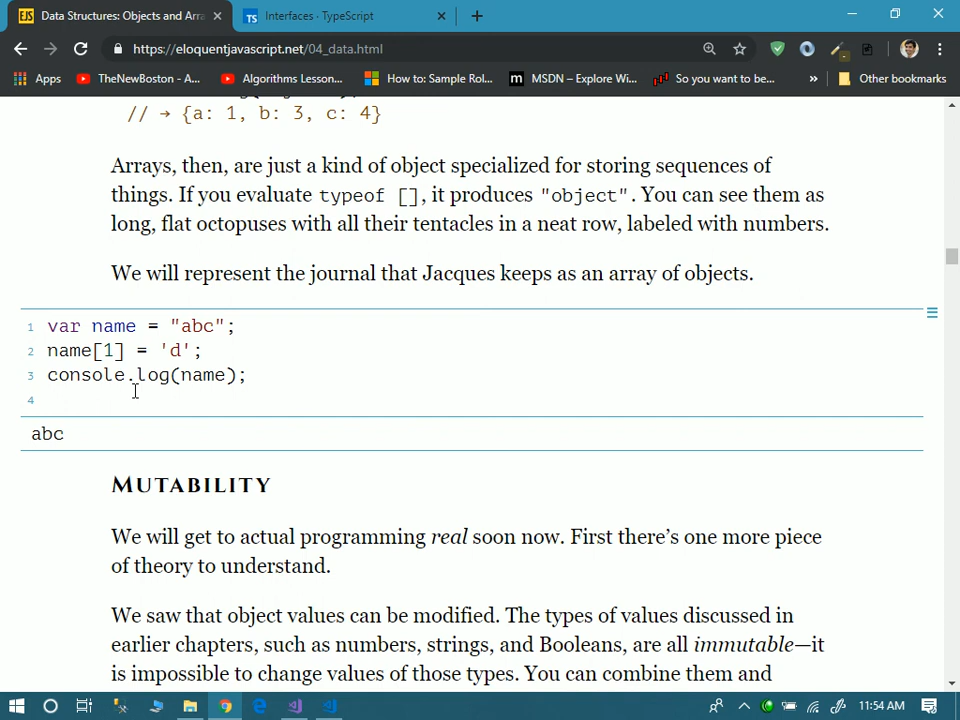 EJS Data Structures: Objects and Arra
TS Interfaces · TypeScript
https://eloquentjavascript.net/04_data.html
Apps TheNewBoston - A... Algorithms Lesson... How to: Sample Rol... m MSDN – Explore Wi... So you want to be... » Other bookmarks
// → {a: 1, b: 3, c: 4}
Arrays, then, are just a kind of object specialized for storing sequences of
things. If you evaluate typeof [], it produces "object". You can see them as
long, flat octopuses with all their tentacles in a neat row, labeled with numbers.
We will represent the journal that Jacques keeps as an array of objects.
1 var name = "abc";
2 name[1] = 'd';
3 console.log(name);
4
abc
MUTABILITY
We will get to actual programming real soon now. First there’s one more piece
of theory to understand.
We saw that object values can be modified. The types of values discussed in
earlier chapters, such as numbers, strings, and Booleans, are all immutable—it
is impossible to change values of those types. You can combine them and
11:54 AM